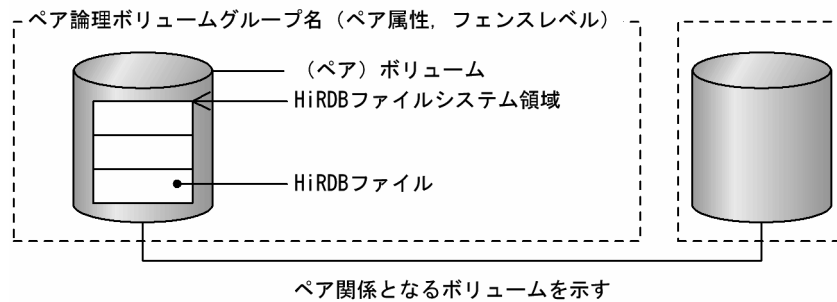 ペア論理ボリュームグループ名（ペア属性，フェンスレベル）
（ペア）ボリューム
HiRDBファイルシステム領域
HiRDBファイル
ペア関係となるボリュームを示す